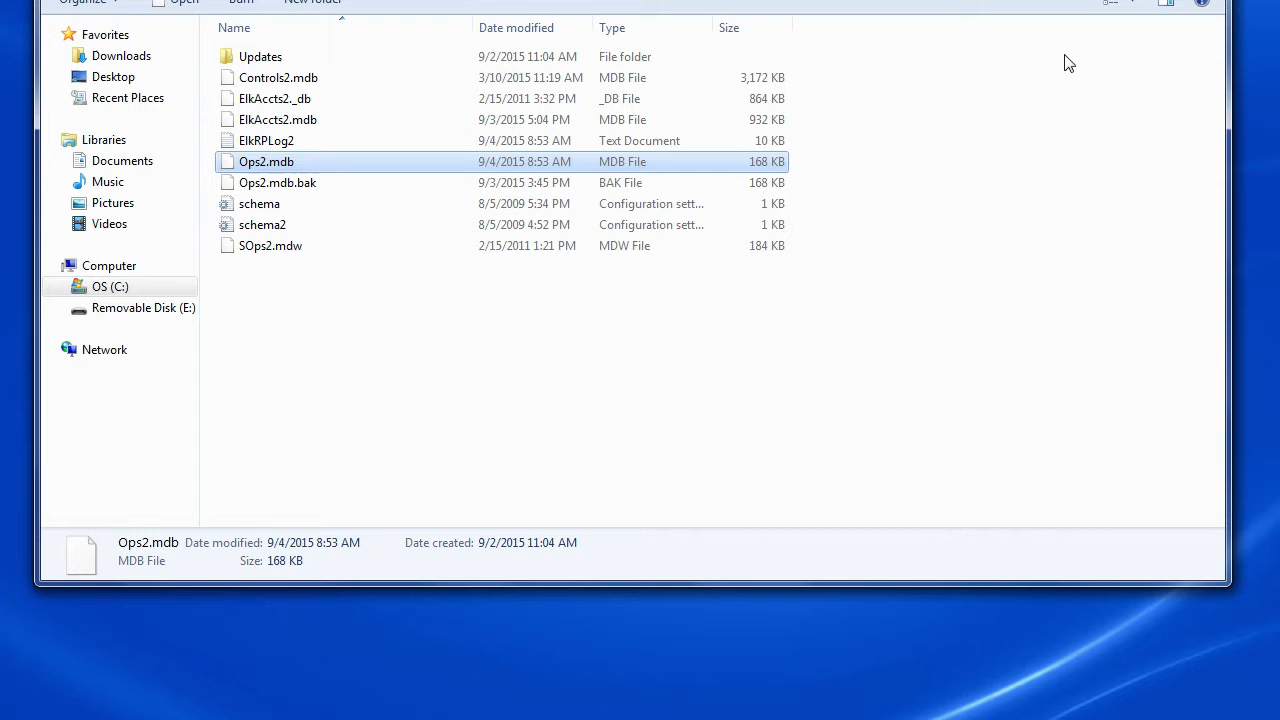 Organize Open Burn New folder
Name Date modified Type Size
Favorites
Downloads
Desktop
Recent Places
Libraries
Documents
Music
Pictures
Videos
Computer
OS (C:)
Removable Disk (E:)
Network
Updates 9/2/2015 11:04 AM File folder
Controls2.mdb 3/10/2015 11:19 AM MDB File 3,172 KB
ElkAccts2._db 2/15/2011 3:32 PM _DB File 864 KB
ElkAccts2.mdb 9/3/2015 5:04 PM MDB File 932 KB
ElkRPLog2 9/4/2015 8:53 AM Text Document 10 KB
Ops2.mdb 9/4/2015 8:53 AM MDB File 168 KB
Ops2.mdb.bak 9/3/2015 3:45 PM BAK File 168 KB
schema 8/5/2009 5:34 PM Configuration sett... 1 KB
schema2 8/5/2009 4:52 PM Configuration sett... 1 KB
SOps2.mdw 2/15/2011 1:21 PM MDW File 184 KB
Ops2.mdb Date modified: 9/4/2015 8:53 AM Date created: 9/2/2015 11:04 AM
MDB File Size: 168 KB